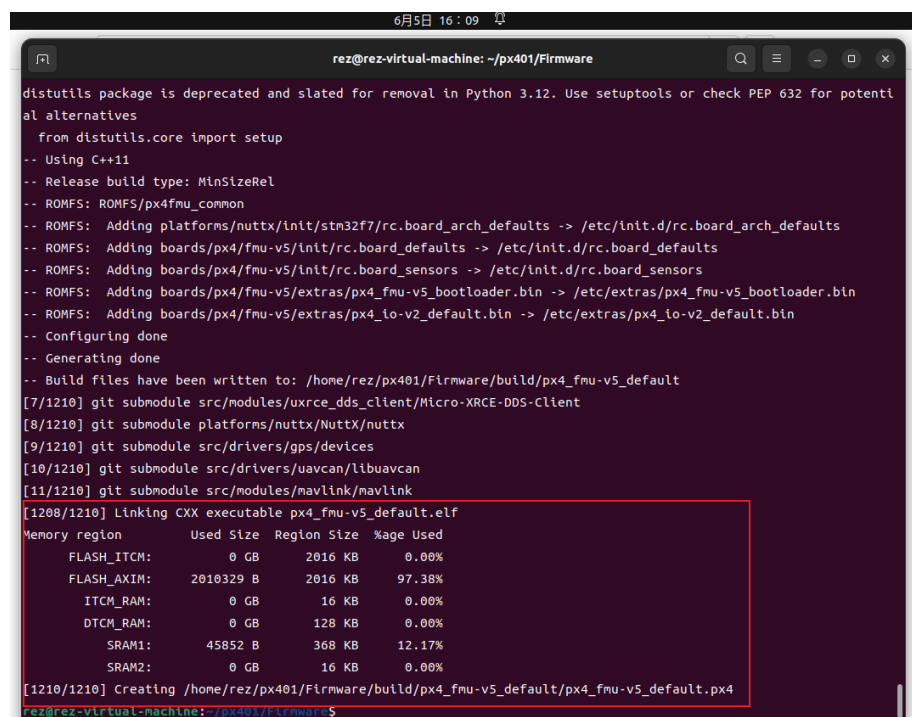 6月5日 16：09
rez@rez-virtual-machine: ~/px401/Firmware
distutils package is deprecated and slated for removal in Python 3.12. Use setuptools or check PEP 632 for potenti
al alternatives
  from distutils.core import setup
-- Using C++11
-- Release build type: MinSizeRel
-- ROMFS: ROMFS/px4fmu_common
-- ROMFS:  Adding platforms/nuttx/init/stm32f7/rc.board_arch_defaults -> /etc/init.d/rc.board_arch_defaults
-- ROMFS:  Adding boards/px4/fmu-v5/init/rc.board_defaults -> /etc/init.d/rc.board_defaults
-- ROMFS:  Adding boards/px4/fmu-v5/init/rc.board_sensors -> /etc/init.d/rc.board_sensors
-- ROMFS:  Adding boards/px4/fmu-v5/extras/px4_fmu-v5_bootloader.bin -> /etc/extras/px4_fmu-v5_bootloader.bin
-- ROMFS:  Adding boards/px4/fmu-v5/extras/px4_io-v2_default.bin -> /etc/extras/px4_io-v2_default.bin
-- Configuring done
-- Generating done
-- Build files have been written to: /home/rez/px401/Firmware/build/px4_fmu-v5_default
[7/1210] git submodule src/modules/uxrce_dds_client/Micro-XRCE-DDS-Client
[8/1210] git submodule platforms/nuttx/NuttX/nuttx
[9/1210] git submodule src/drivers/gps/devices
[10/1210] git submodule src/drivers/uavcan/libuavcan
[11/1210] git submodule src/modules/mavlink/mavlink
[1208/1210] Linking CXX executable px4_fmu-v5_default.elf
Memory region         Used Size  Region Size  %age Used
      FLASH_ITCM:          0 GB      2016 KB      0.00%
      FLASH_AXIM:     2010329 B      2016 KB     97.38%
        ITCM_RAM:          0 GB        16 KB      0.00%
        DTCM_RAM:          0 GB       128 KB      0.00%
           SRAM1:       45852 B       368 KB     12.17%
           SRAM2:          0 GB        16 KB      0.00%
[1210/1210] Creating /home/rez/px401/Firmware/build/px4_fmu-v5_default/px4_fmu-v5_default.px4
rez@rez-virtual-machine:~/px401/Firmware$